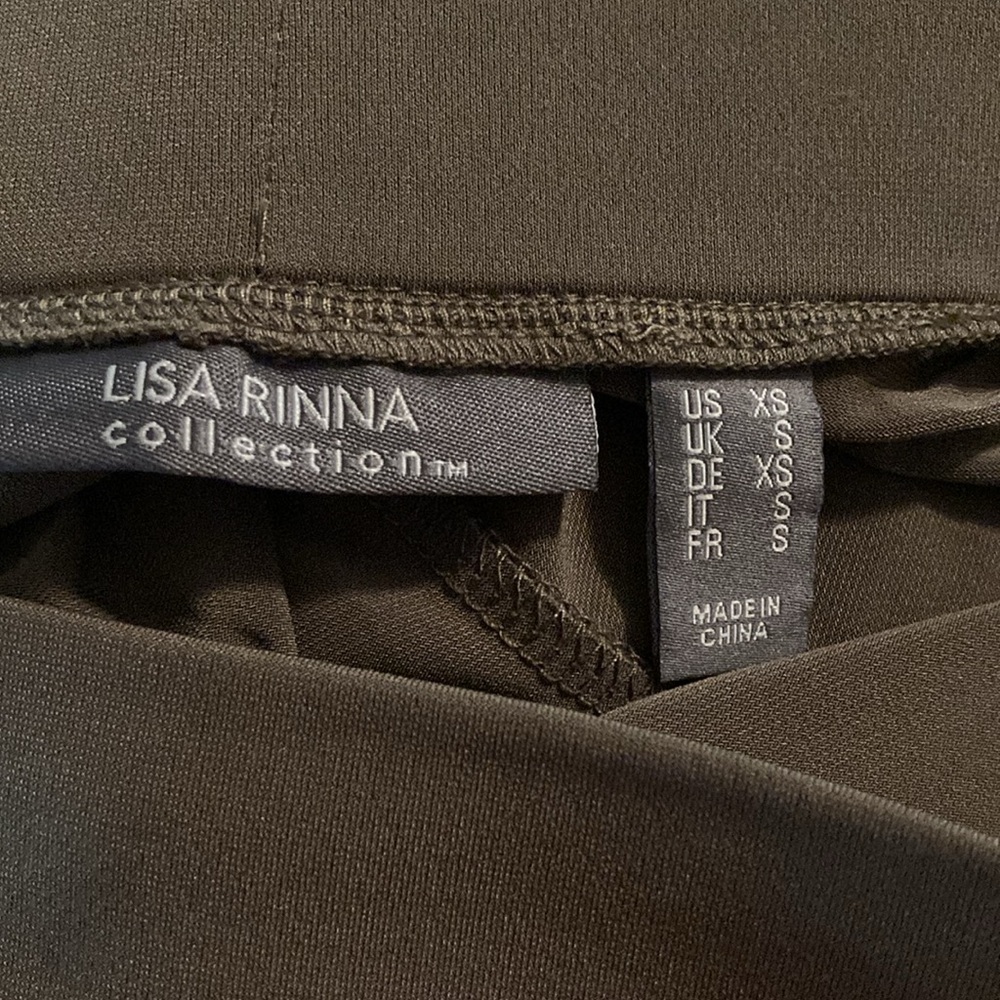 LISA RINNA
collection™
US XS
UK S
DE XS
IT S
FR S
MADE IN
CHINA